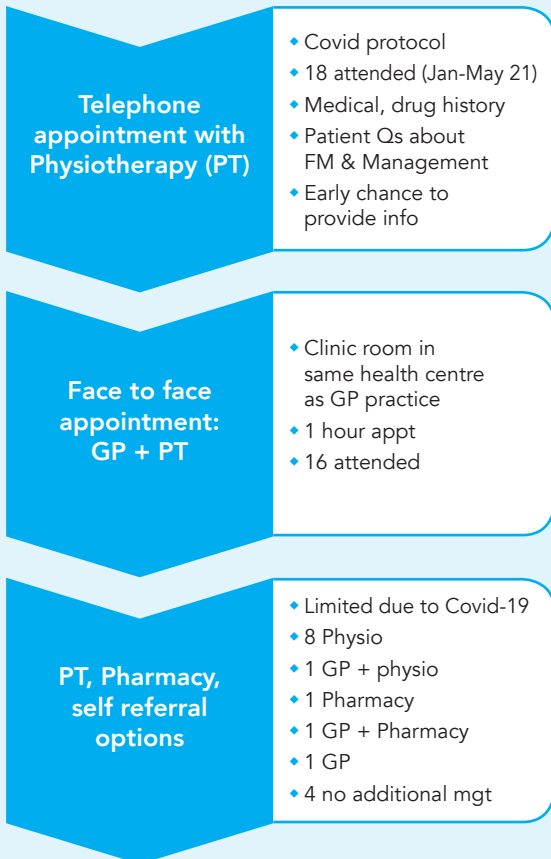 Telephone
appointment with
Physiotherapy (PT)
◆ Covid protocol
◆ 18 attended (Jan-May 21)
◆ Medical, drug history
◆ Patient Qs about
FM & Management
◆ Early chance to
provide info
Face to face
appointment:
GP + PT
◆ Clinic room in
same health centre
as GP practice
◆ 1 hour appt
◆ 16 attended
PT, Pharmacy,
self referral
options
◆ Limited due to Covid-19
◆ 8 Physio
◆ 1 GP + physio
◆ 1 Pharmacy
◆ 1 GP + Pharmacy
◆ 1 GP
◆ 4 no additional mgt